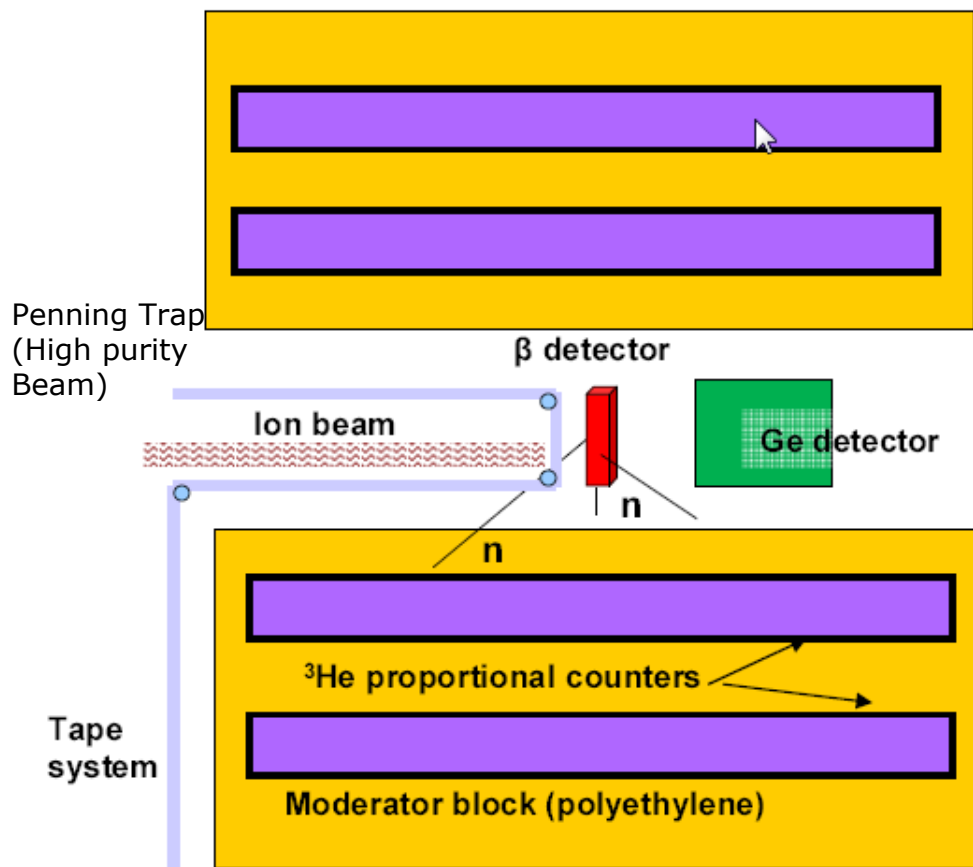 Penning Trap
(High purity
Beam)
β detector
Ion beam
Ge detector
n
n
³He proportional counters
Tape
system
Moderator block (polyethylene)